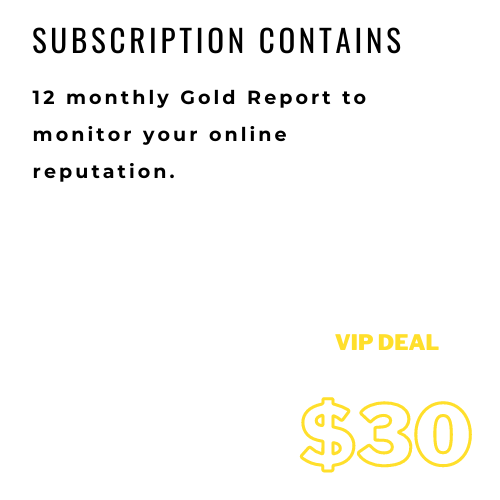 SUBSCRIPTION CONTAINS
12 monthly Gold Report to
monitor your online
reputation.
VIP DEAL
$30